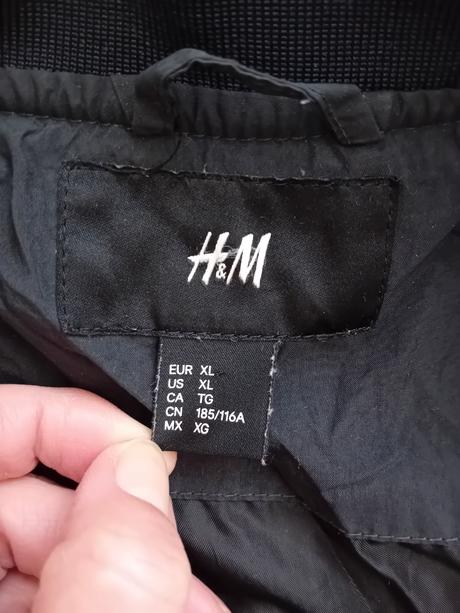 H&M
EUR XL
US XL
CA TG
CN 185/116A
MX XG